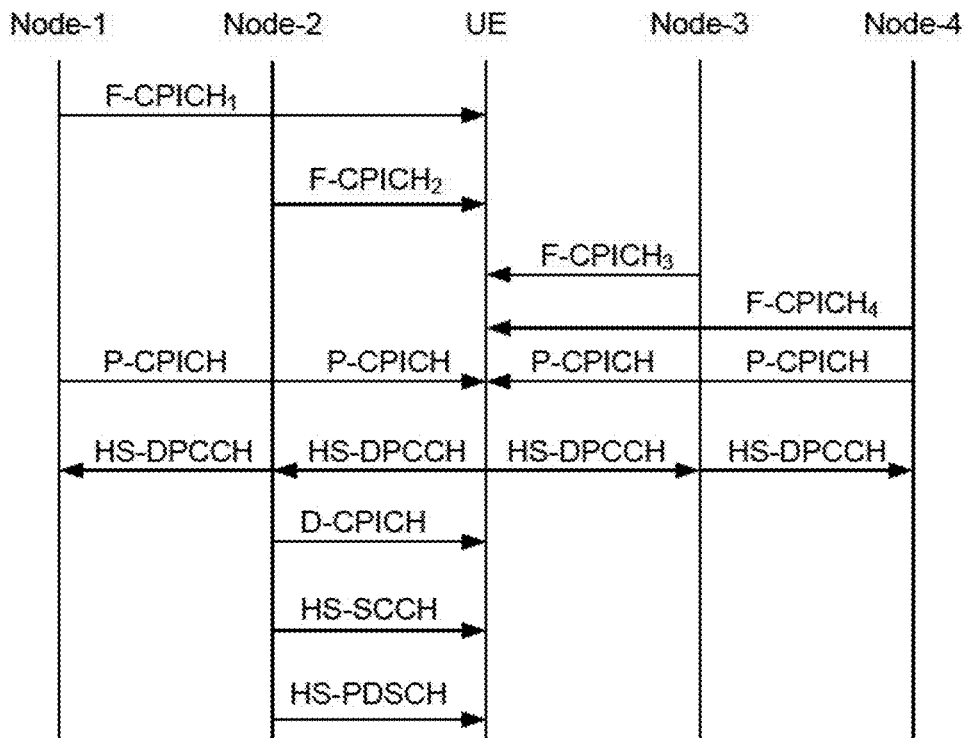 Node-1 Node-2 UE Node-3 Node-4
F-CPICH₁
F-CPICH₂
F-CPICH₃
F-CPICH₄
P-CPICH P-CPICH P-CPICH P-CPICH
HS-DPCCH HS-DPCCH HS-DPCCH HS-DPCCH
D-CPICH
HS-SCCH
HS-PDSCH